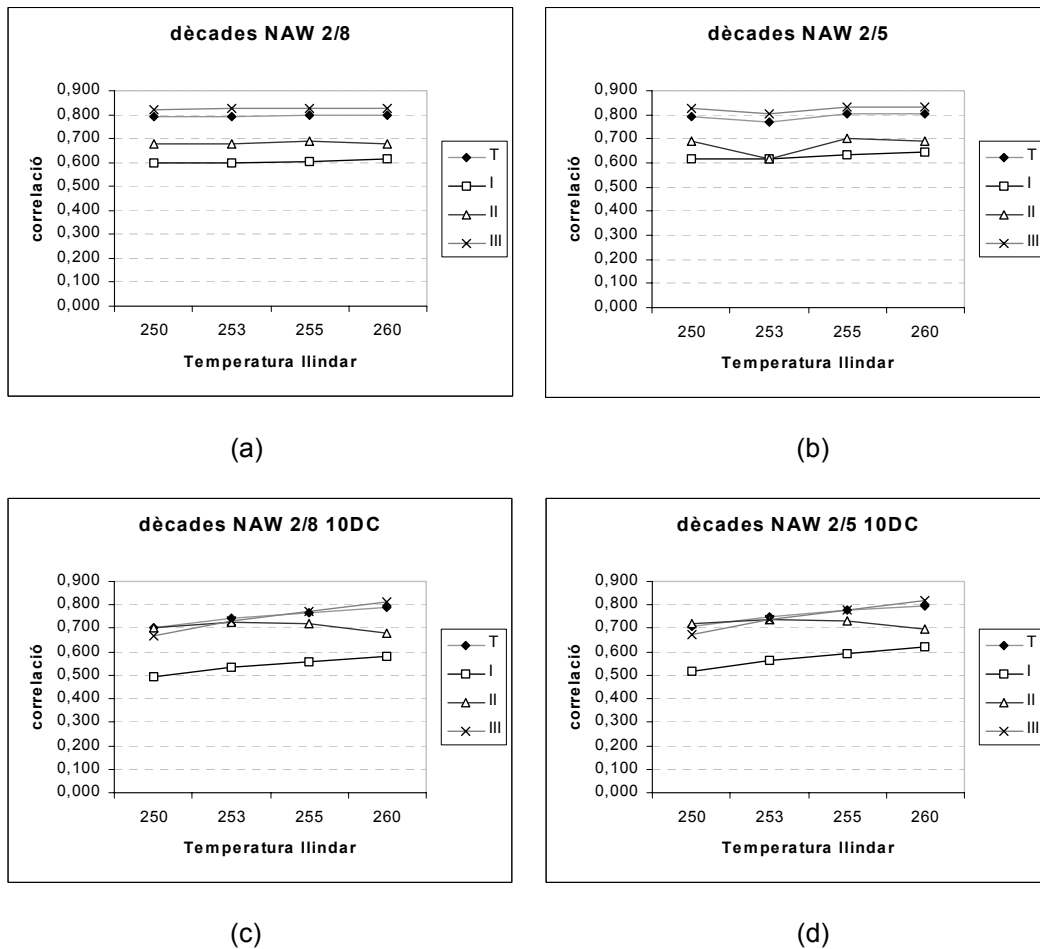 dècades NAW 2/8
0,900
0,800
0,700
0,600
0,500
0,400
0,300
0,200
0,100
0,000
correlació
250 253 255 260
Temperatura llindar
T
I
II
III
(a)
dècades NAW 2/5
0,900
0,800
0,700
0,600
0,500
0,400
0,300
0,200
0,100
0,000
correlació
250 253 255 260
Temperatura llindar
T
I
II
III
(b)
dècades NAW 2/8 10DC
0,900
0,800
0,700
0,600
0,500
0,400
0,300
0,200
0,100
0,000
correlació
250 253 255 260
Temperatura llindar
T
I
II
III
(c)
dècades NAW 2/5 10DC
0,900
0,800
0,700
0,600
0,500
0,400
0,300
0,200
0,100
0,000
correlació
250 253 255 260
Temperatura llindar
T
I
II
III
(d)